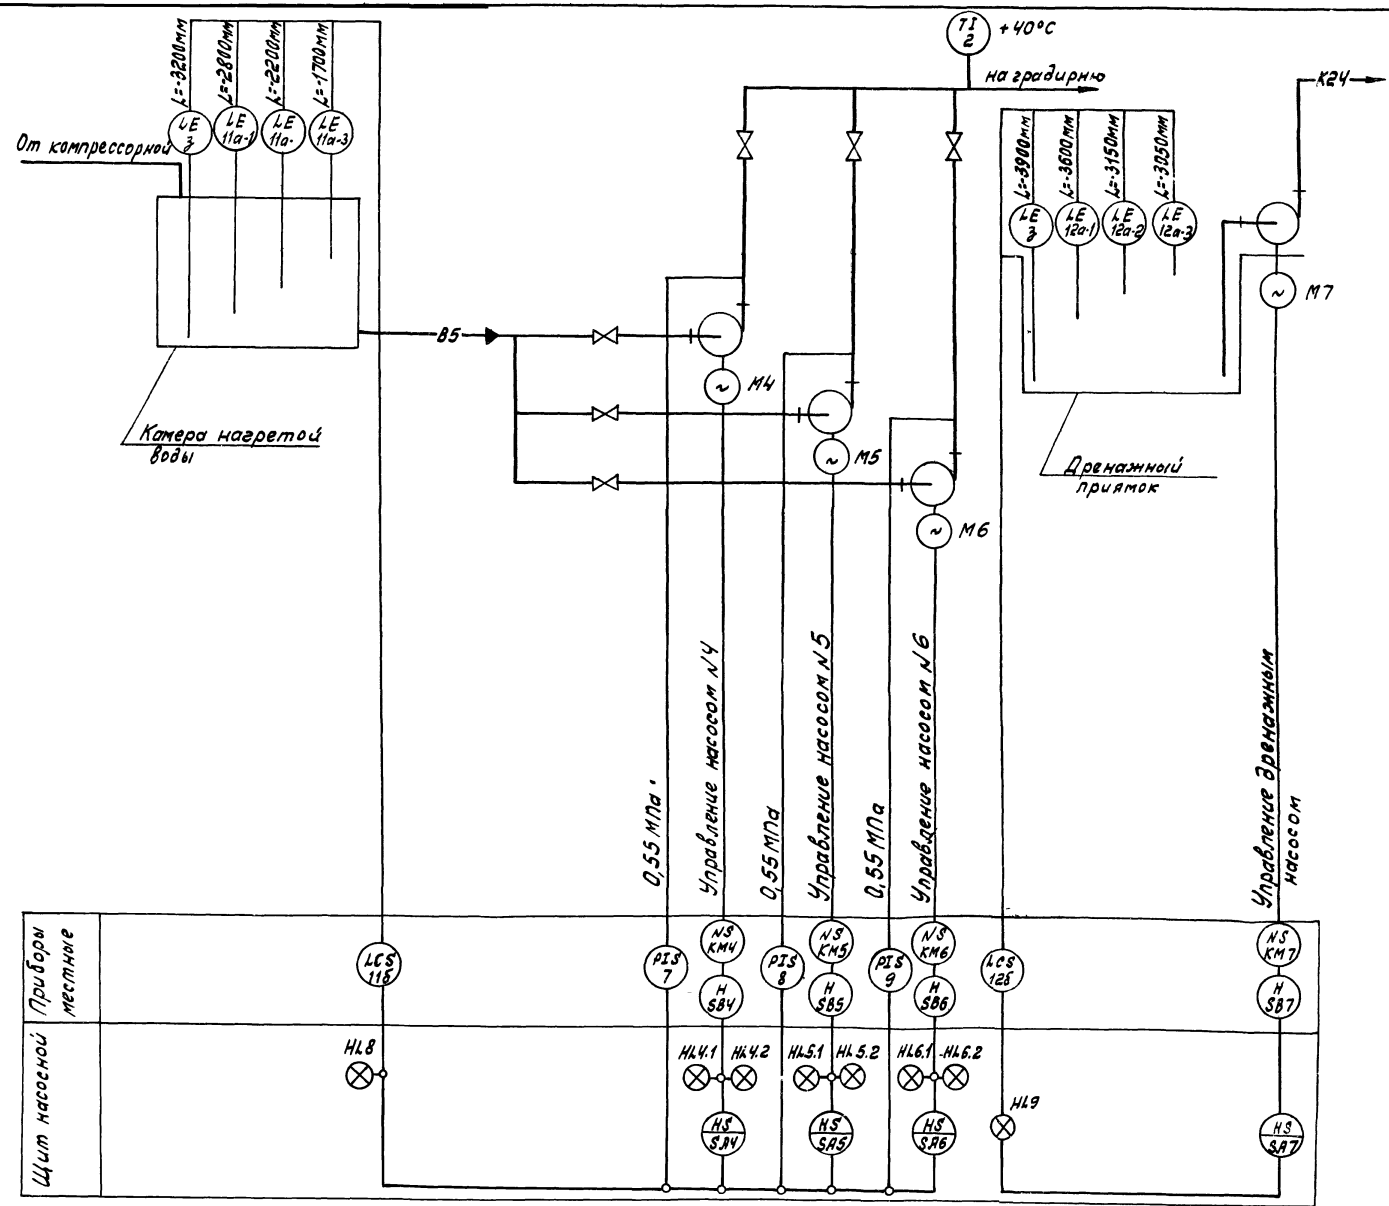 L=-3200мм
L=-2800мм
L=-2200мм
L=-1700мм
LE
3
LE
11а-1
LE
11а-
LE
11а-3
От компрессорной
Камера нагретой
воды
В5
TI
2
+40°С
на градирню
К24
L=-3900мм
L=-3600мм
L=-3150мм
L=-3050мм
LE
3
LE
12а-1
LE
12а-2
LE
12а-3
~ М4
~ М5
~ М6
~ М7
Дренажный
приямок
0,55 МПа
Управление насосом N4
0,55 МПа
Управление насосом N5
0,55 МПа
Управление насосом N6
Управление дренажным
насосом
Приборы
местные
LCS
11б
PIS
7
NS
KM4
H
SB4
PIS
8
NS
KM5
H
SB5
PIS
9
NS
KM6
H
SB6
LCS
12б
NS
KM7
H
SB7
Щит насосной
HL8
HL4.1 HL4.2
HS
SA4
HL5.1 HL5.2
HS
SA5
HL6.1 HL6.2
HS
SA6
HL9
HS
SA7